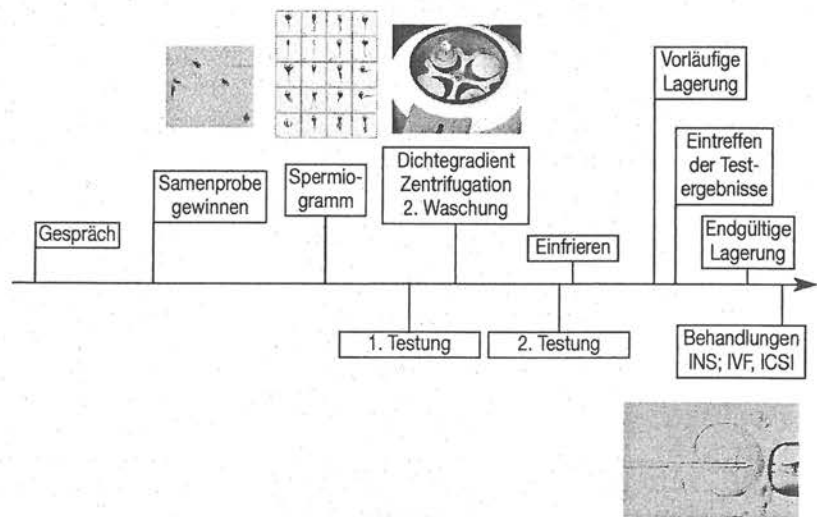 Vorläufige
Lagerung
Eintreffen
der Test-
ergebnisse
Dichtegradient
Zentrifugation
2. Waschung
Samenprobe
gewinnen
Spermio-
gramm
Gespräch
Einfrieren
Endgültige
Lagerung
1. Testung
2. Testung
Behandlungen
INS; IVF, ICSI